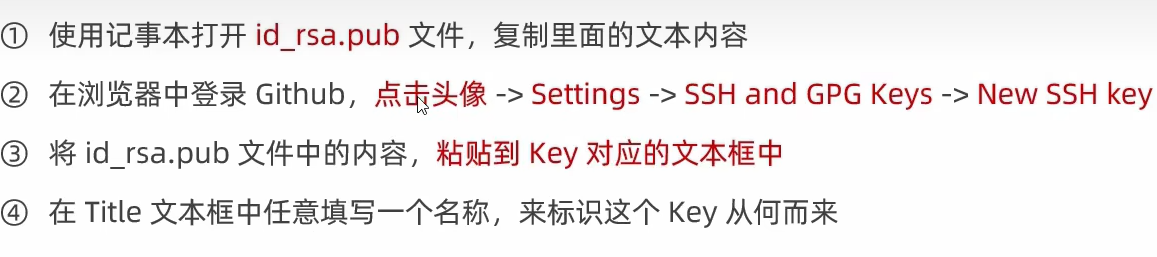 ① 使用记事本打开 id_rsa.pub 文件，复制里面的文本内容
② 在浏览器中登录 Github，点击头像 -> Settings -> SSH and GPG Keys -> New SSH key
③ 将 id_rsa.pub 文件中的内容，粘贴到 Key 对应的文本框中
④ 在 Title 文本框中任意填写一个名称，来标识这个 Key 从何而来